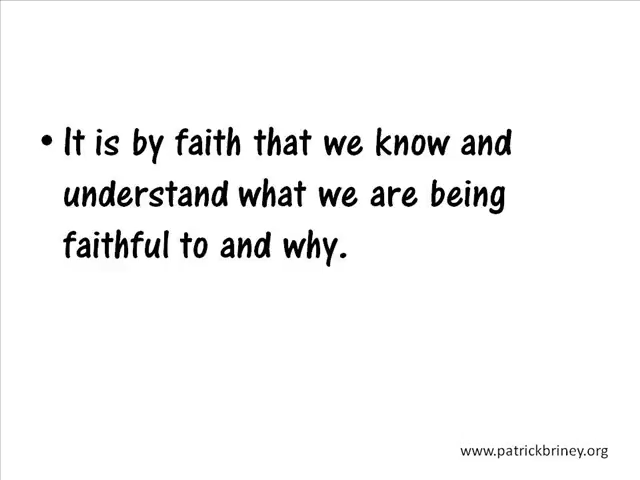 • It is by faith that we know and
understand what we are being
faithful to and why.
www.patrickbriney.org